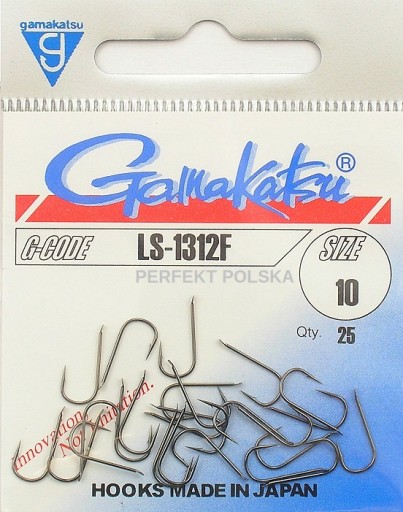 gamakatsu
g
Gamakatsu®
G-CODE LS-1312F SIZE
PERFEKT POLSKA
10
Qty. 25
Innovation.
Not Imitation.
HOOKS MADE IN JAPAN